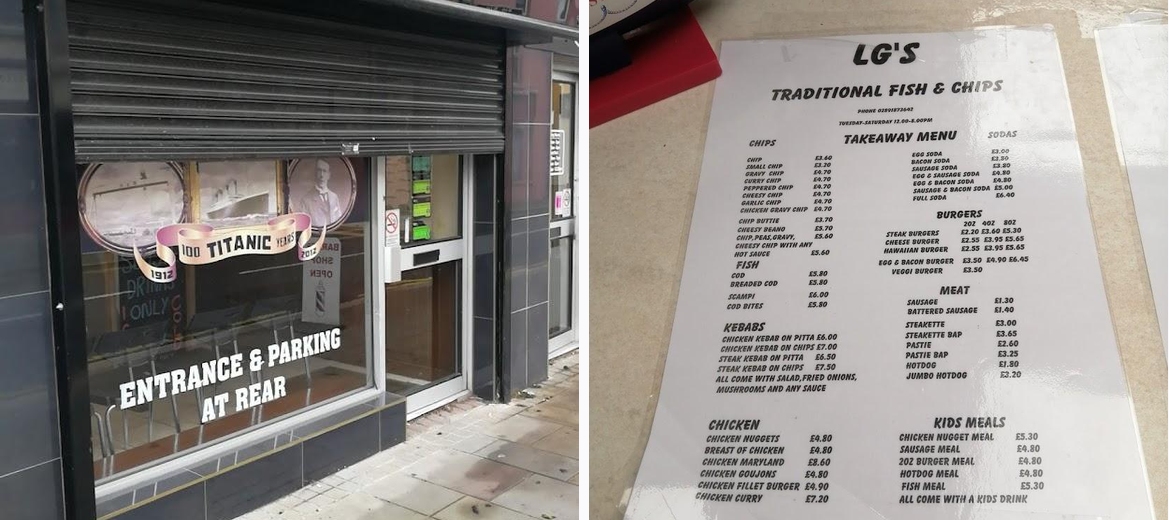 100 TITANIC YEARS
1912
2012
BAR
SHOP
OPEN
DRINKS
ONLY
ENTRANCE & PARKING
AT REAR
LG'S
TRADITIONAL FISH & CHIPS
PHONE 02891873642
TUESDAY-SATURDAY 12.00-8.00PM
TAKEAWAY MENU
CHIPS
CHIP £3.60
SMALL CHIP £3.20
GRAVY CHIP £4.70
CURRY CHIP £4.70
PEPPERED CHIP £4.70
CHEESY CHIP £4.70
GARLIC CHIP £4.70
CHICKEN GRAVY CHIP £4.70
CHIP BUTTIE £3.70
CHEESY BEANO £3.70
CHIP,PEAS,GRAVY, £5.60
CHEESY CHIP WITH ANY
HOT SAUCE £5.60
FISH
COD £5.80
BREADED COD £5.80
SCAMPI £6.00
COD BITES £5.80
KEBABS
CHICKEN KEBAB ON PITTA £6.00
CHICKEN KEBAB ON CHIPS £7.00
STEAK KEBAB ON PITTA £6.50
STEAK KEBAB ON CHIPS £7.50
ALL COME WITH SALAD,FRIED ONIONS,
MUSHROOMS AND ANY SAUCE
CHICKEN
CHICKEN NUGGETS £4.80
BREAST OF CHICKEN £4.80
CHICKEN MARYLAND £8.60
CHICKEN GOUJONS £4.80
CHICKEN FILLET BURGER £4.90
CHICKEN CURRY £7.20
SODAS
EGG SODA £3.00
BACON SODA
SAUSAGE SODA £3.80
EGG & SAUSAGE SODA £4.80
EGG & BACON SODA £4.80
SAUSAGE & BACON SODA £5.00
FULL SODA £6.40
BURGERS
2OZ 4OZ 8OZ
STEAK BURGERS £2.20 £3.60 £5.30
CHEESE BURGER £2.55 £3.95 £5.65
HAWAIIAN BURGER £2.55 £3.95 £5.65
EGG & BACON BURGER £3.50 £4.90 £6.45
VEGGI BURGER £3.50
MEAT
SAUSAGE £1.30
BATTERED SAUSAGE £1.40
STEAKETTE £3.00
STEAKETTE BAP £3.65
PASTIE £2.60
PASTIE BAP £3.25
HOTDOG £1.80
JUMBO HOTDOG £2.20
KIDS MEALS
CHICKEN NUGGET MEAL £5.30
SAUSAGE MEAL £4.80
2OZ BURGER MEAL £4.80
HOTDOG MEAL £4.80
FISH MEAL £5.30
ALL COME WITH A KIDS DRINK